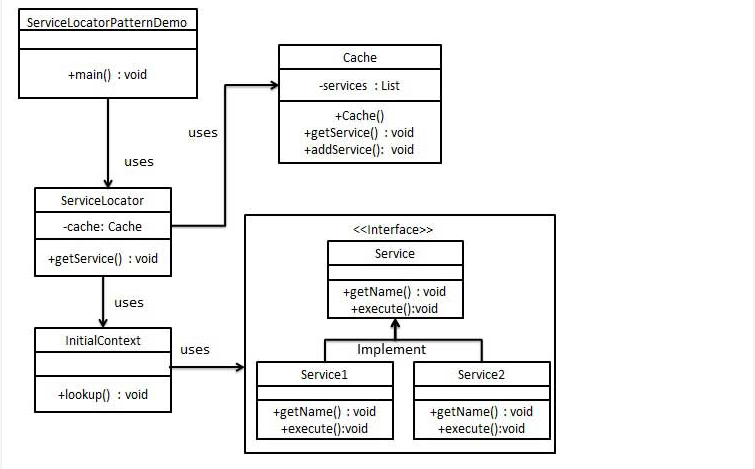 ServiceLocatorPatternDemo
+main() : void
uses
Cache
-services : List
+Cache()
+getService() : void
+addService(): void
uses
ServiceLocator
-cache: Cache
+getService() : void
uses
InitialContext
+lookup() : void
uses
<<Interface>>
Service
+getName() : void
+execute():void
Implement
Service1
+getName() : void
+execute():void
Service2
+getName() : void
+execute():void